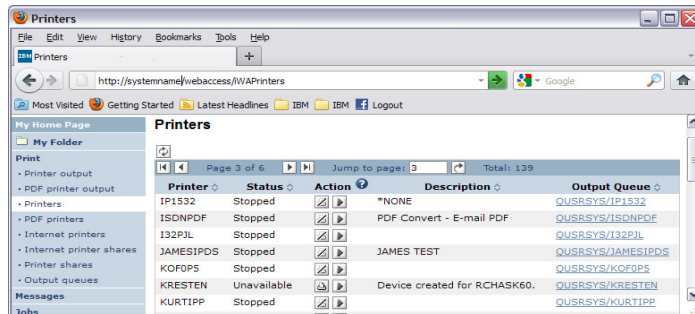 Printers
File Edit View History Bookmarks Tools Help
IBM Printers +
http://systemname/webaccess/iWAPrinters Google
Most Visited Getting Started Latest Headlines IBM IBM Logout
My Home Page
My Folder
Print
Printer output
PDF printer output
Printers
PDF printers
Internet printers
Internet printer shares
Printer shares
Output queues
Messages
Jobs
Printers
Page 3 of 6 Jump to page: 3 Total: 139
Printer Status Action ? Description Output Queue
IP1532 Stopped *NONE QUSRSYS/IP1532
ISDNPDF Stopped PDF Convert - E-mail PDF QUSRSYS/ISDNPDF
I32PJL Stopped QUSRSYS/I32PJL
JAMESIPDS Stopped JAMES TEST QUSRSYS/JAMESIPDS
KOF0P5 Stopped QUSRSYS/KOF0P5
KRESTEN Unavailable Device created for RCHASK60. QUSRSYS/KRESTEN
KURTIPP Stopped QUSRSYS/KURTIPP